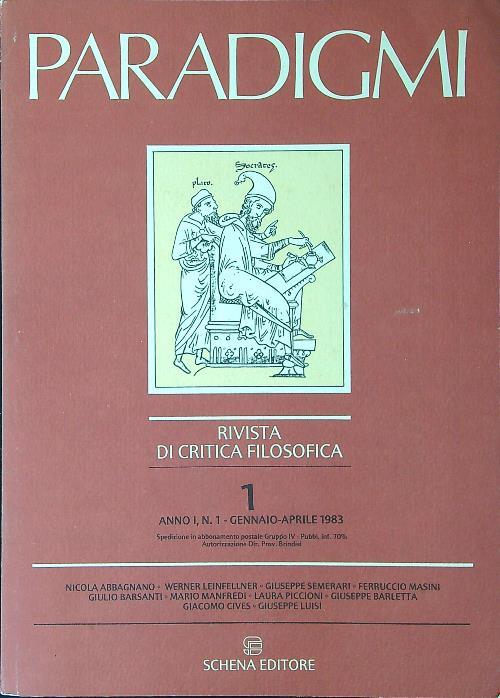 PARADIGMI
Socrates.
plato.
RIVISTA
DI CRITICA FILOSOFICA
1
ANNO I, N. 1 - GENNAIO-APRILE 1983
Spedizione in abbonamento postale Gruppo IV - Pubbl. inf. 70%
Autorizzazione Dir. Prov. Brindisi
NICOLA ABBAGNANO • WERNER LEINFELLNER • GIUSEPPE SEMERARI • FERRUCCIO MASINI
GIULIO BARSANTI • MARIO MANFREDI • LAURA PICCIONI • GIUSEPPE BARLETTA
GIACOMO CIVES • GIUSEPPE LUISI
SCHENA EDITORE